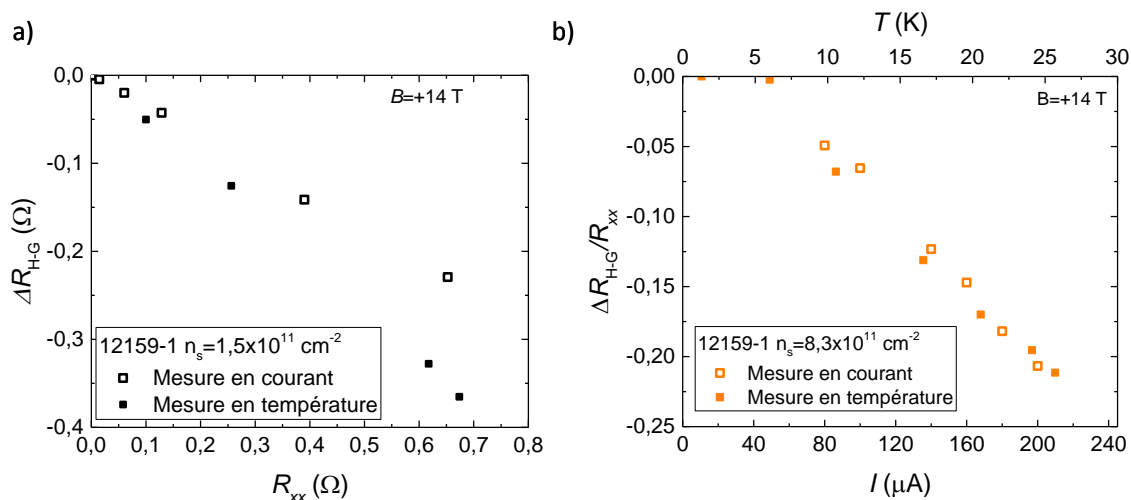 a)
B=+14 T
0,0
-0,1
-0,2
-0,3
-0,4
ΔR_H-G (Ω)
12159-1 n_s=1,5x10^11 cm^-2
Mesure en courant
Mesure en température
0,0 0,1 0,2 0,3 0,4 0,5 0,6 0,7 0,8
R_xx (Ω)
b)
T (K)
0 5 10 15 20 25 30
B=+14 T
0,00
-0,05
-0,10
-0,15
-0,20
-0,25
ΔR_H-G/R_xx
12159-1 n_s=8,3x10^11 cm^-2
Mesure en courant
Mesure en température
0 40 80 120 160 200 240
I (μA)